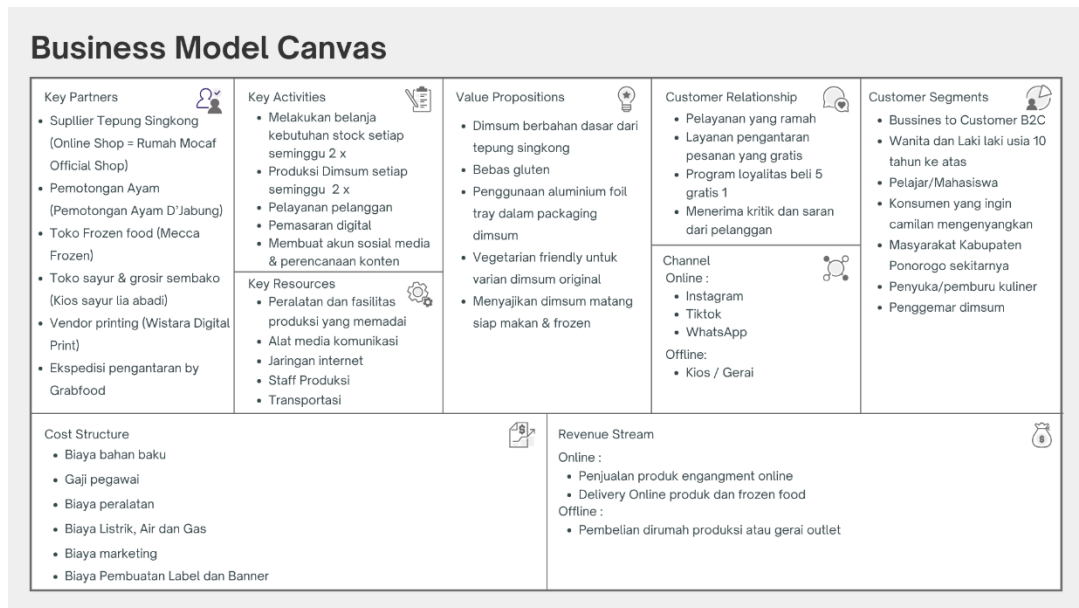 Business Model Canvas
Key Partners
• Supllier Tepung Singkong
(Online Shop = Rumah Mocaf
Official Shop)
• Pemotongan Ayam
(Pemotongan Ayam D'Jabung)
• Toko Frozen food (Mecca
Frozen)
• Toko sayur & grosir sembako
(Kios sayur lia abadi)
• Vendor printing (Wistara Digital
Print)
• Ekspedisi pengantaran by
Grabfood
Key Activities
• Melakukan belanja
kebutuhan stock setiap
seminggu 2 x
• Produksi Dimsum setiap
seminggu 2 x
• Pelayanan pelanggan
• Pemasaran digital
• Membuat akun sosial media
& perencanaan konten
Key Resources
• Peralatan dan fasilitas
produksi yang memadai
• Alat media komunikasi
• Jaringan internet
• Staff Produksi
• Transportasi
Value Propositions
• Dimsum berbahan dasar dari
tepung singkong
• Bebas gluten
• Penggunaan aluminium foil
tray dalam packaging
dimsum
• Vegetarian friendly untuk
varian dimsum original
• Menyajikan dimsum matang
siap makan & frozen
Customer Relationship
• Pelayanan yang ramah
• Layanan pengantaran
pesanan yang gratis
• Program loyalitas beli 5
gratis 1
• Menerima kritik dan saran
dari pelanggan
Channel
Online :
• Instagram
• Tiktok
• WhatsApp
Offline:
• Kios / Gerai
Customer Segments
• Bussines to Customer B2C
• Wanita dan Laki laki usia 10
tahun ke atas
• Pelajar/Mahasiswa
• Konsumen yang ingin
camilan mengenyangkan
• Masyarakat Kabupaten
Ponorogo sekitarnya
• Penyuka/pemburu kuliner
• Penggemar dimsum
Cost Structure
• Biaya bahan baku
• Gaji pegawai
• Biaya peralatan
• Biaya Listrik, Air dan Gas
• Biaya marketing
• Biaya Pembuatan Label dan Banner
Revenue Stream
Online :
• Penjualan produk engangment online
• Delivery Online produk dan frozen food
Offline :
• Pembelian dirumah produksi atau gerai outlet